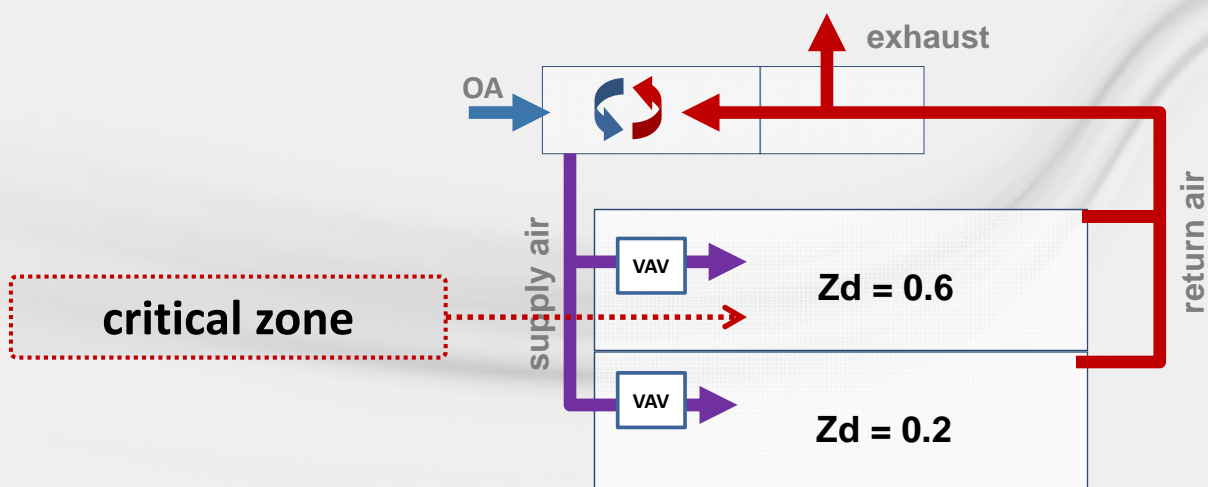 exhaust
OA
supply air
return air
VAV
Zd = 0.6
critical zone
VAV
Zd = 0.2